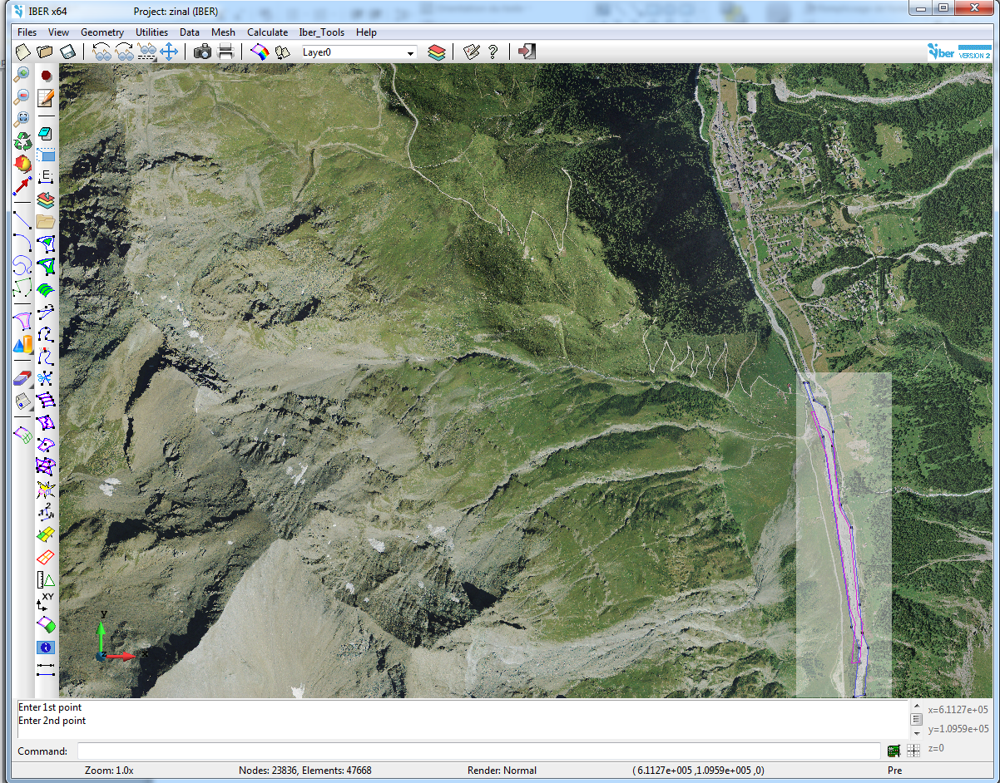 IBER x64 Project: zinal (IBER)
Files View Geometry Utilities Data Mesh Calculate Iber_Tools Help
Layer0
Iber VERSION 2
E
2
XY
y
x
z
Enter 1st point
Enter 2nd point
x=6.1127e+05
y=1.0959e+05
z=0
Command:
Zoom: 1.0x Nodes: 23836, Elements: 47668 Render: Normal ( 6.1127e+005 ,1.0959e+005 ,0) Pre